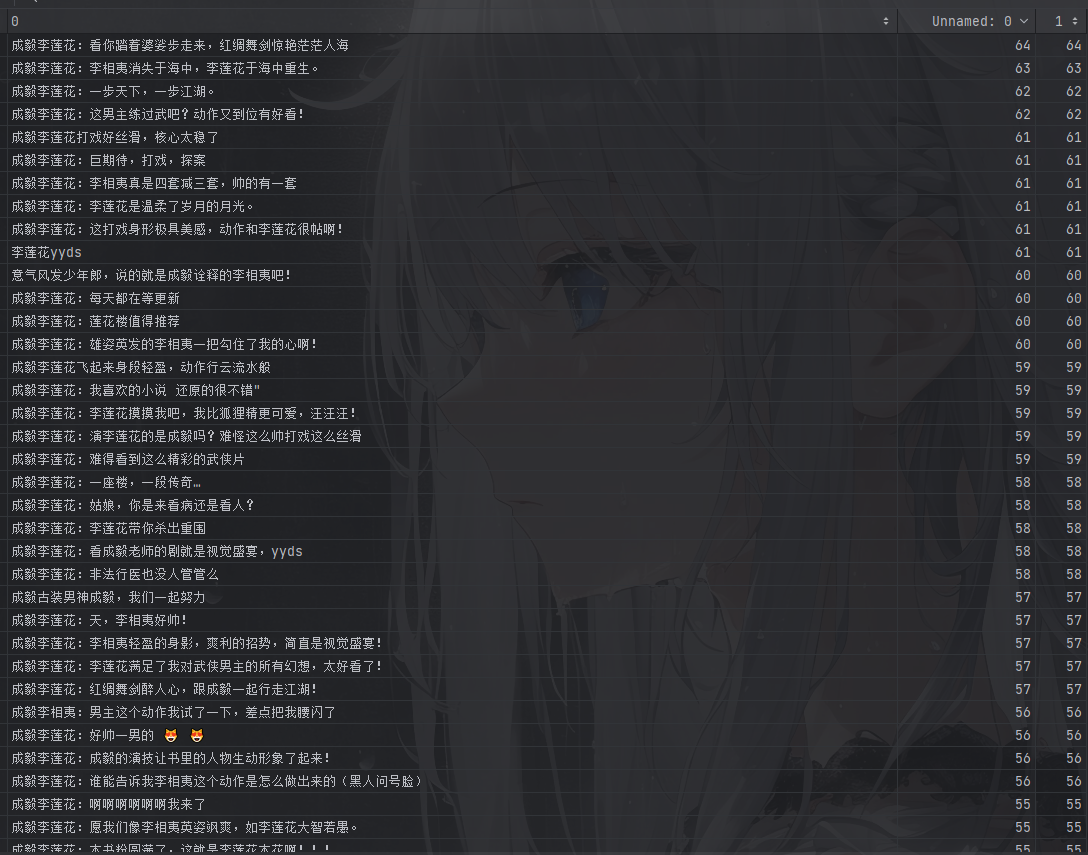 0 Unnamed: 0 1
成毅李莲花：看你踏着婆娑步走来，红绸舞剑惊艳茫茫人海 64 64
成毅李莲花：李相夷消失于海中，李莲花于海中重生。 63 63
成毅李莲花：一步天下，一步江湖。 62 62
成毅李莲花：这男主练过武吧？动作又到位有好看！ 62 62
成毅李莲花打戏好丝滑，核心太稳了 61 61
成毅李莲花：巨期待，打戏，探案 61 61
成毅李莲花：李相夷真是四套减三套，帅的有一套 61 61
成毅李莲花：李莲花是温柔了岁月的月光。 61 61
成毅李莲花：这打戏身形极具美感，动作和李莲花很帖啊！ 61 61
李莲花yyds 61 61
意气风发少年郎，说的就是成毅诠释的李相夷吧！ 60 60
成毅李莲花：每天都在等更新 60 60
成毅李莲花：莲花楼值得推荐 60 60
成毅李莲花：雄姿英发的李相夷一把勾住了我的心啊！ 60 60
成毅李莲花飞起来身段轻盈，动作行云流水般 59 59
成毅李莲花：我喜欢的小说 还原的很不错" 59 59
成毅李莲花：李莲花摸摸我吧，我比狐狸精更可爱，汪汪汪！ 59 59
成毅李莲花：演李莲花的是成毅吗？难怪这么帅打戏这么丝滑 59 59
成毅李莲花：难得看到这么精彩的武侠片 59 59
成毅李莲花：一座楼，一段传奇… 58 58
成毅李莲花：姑娘，你是来看病还是看人？ 58 58
成毅李莲花：李莲花带你杀出重围 58 58
成毅李莲花：看成毅老师的剧就是视觉盛宴，yyds 58 58
成毅李莲花：非法行医也没人管管么 58 58
成毅古装男神成毅，我们一起努力 57 57
成毅李莲花：天，李相夷好帅！ 57 57
成毅李莲花：李相夷轻盈的身影，爽利的招势，简直是视觉盛宴！ 57 57
成毅李莲花：李莲花满足了我对武侠男主的所有幻想，太好看了！ 57 57
成毅李莲花：红绸舞剑醉人心，跟成毅一起行走江湖！ 57 57
成毅李相夷：男主这个动作我试了一下，差点把我腰闪了 56 56
成毅李莲花：好帅一男的 😻 😻 56 56
成毅李莲花：成毅的演技让书里的人物生动形象了起来！ 56 56
成毅李莲花：谁能告诉我李相夷这个动作是怎么做出来的（黑人问号脸） 56 56
成毅李莲花：啊啊啊啊啊啊我来了 55 55
成毅李莲花：愿我们像李相夷英姿飒爽，如李莲花大智若愚。 55 55
成毅李莲花：本书粉圆满了，这就是李莲花本花啊！！！ 55 55